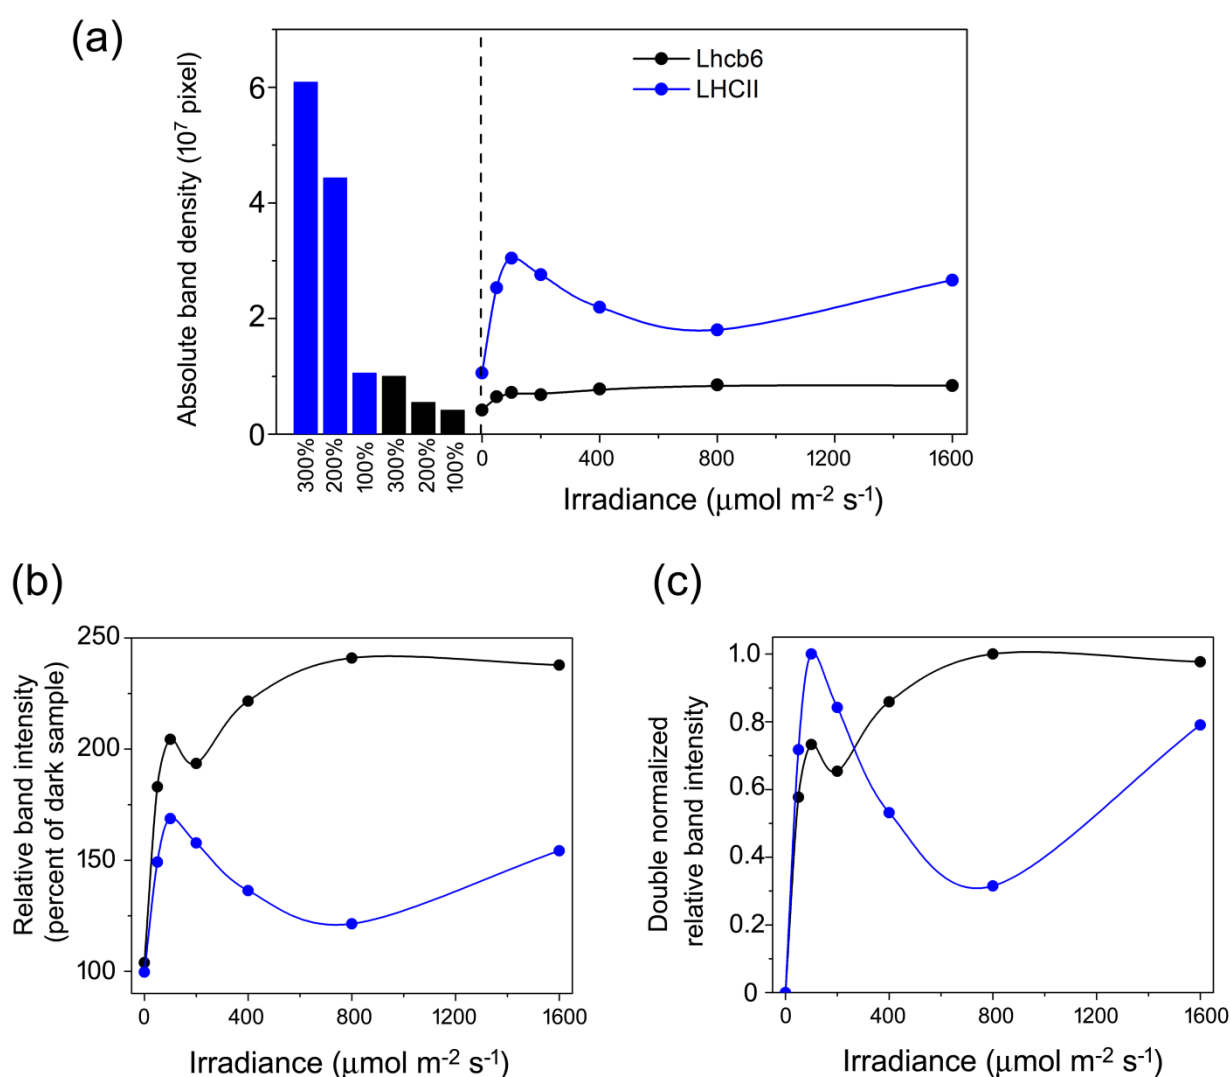 (a)
Absolute band density (10⁷ pixel)
6
4
2
0
300%
200%
100%
300%
200%
100%
Lhcb6
LHCII
0 400 800 1200 1600
Irradiance (μmol m⁻² s⁻¹)
(b)
Relative band intensity
(percent of dark sample)
250
200
150
100
0 400 800 1200 1600
Irradiance (μmol m⁻² s⁻¹)
(c)
Double normalized
relative band intensity
1.0
0.8
0.6
0.4
0.2
0
0 400 800 1200 1600
Irradiance (μmol m⁻² s⁻¹)